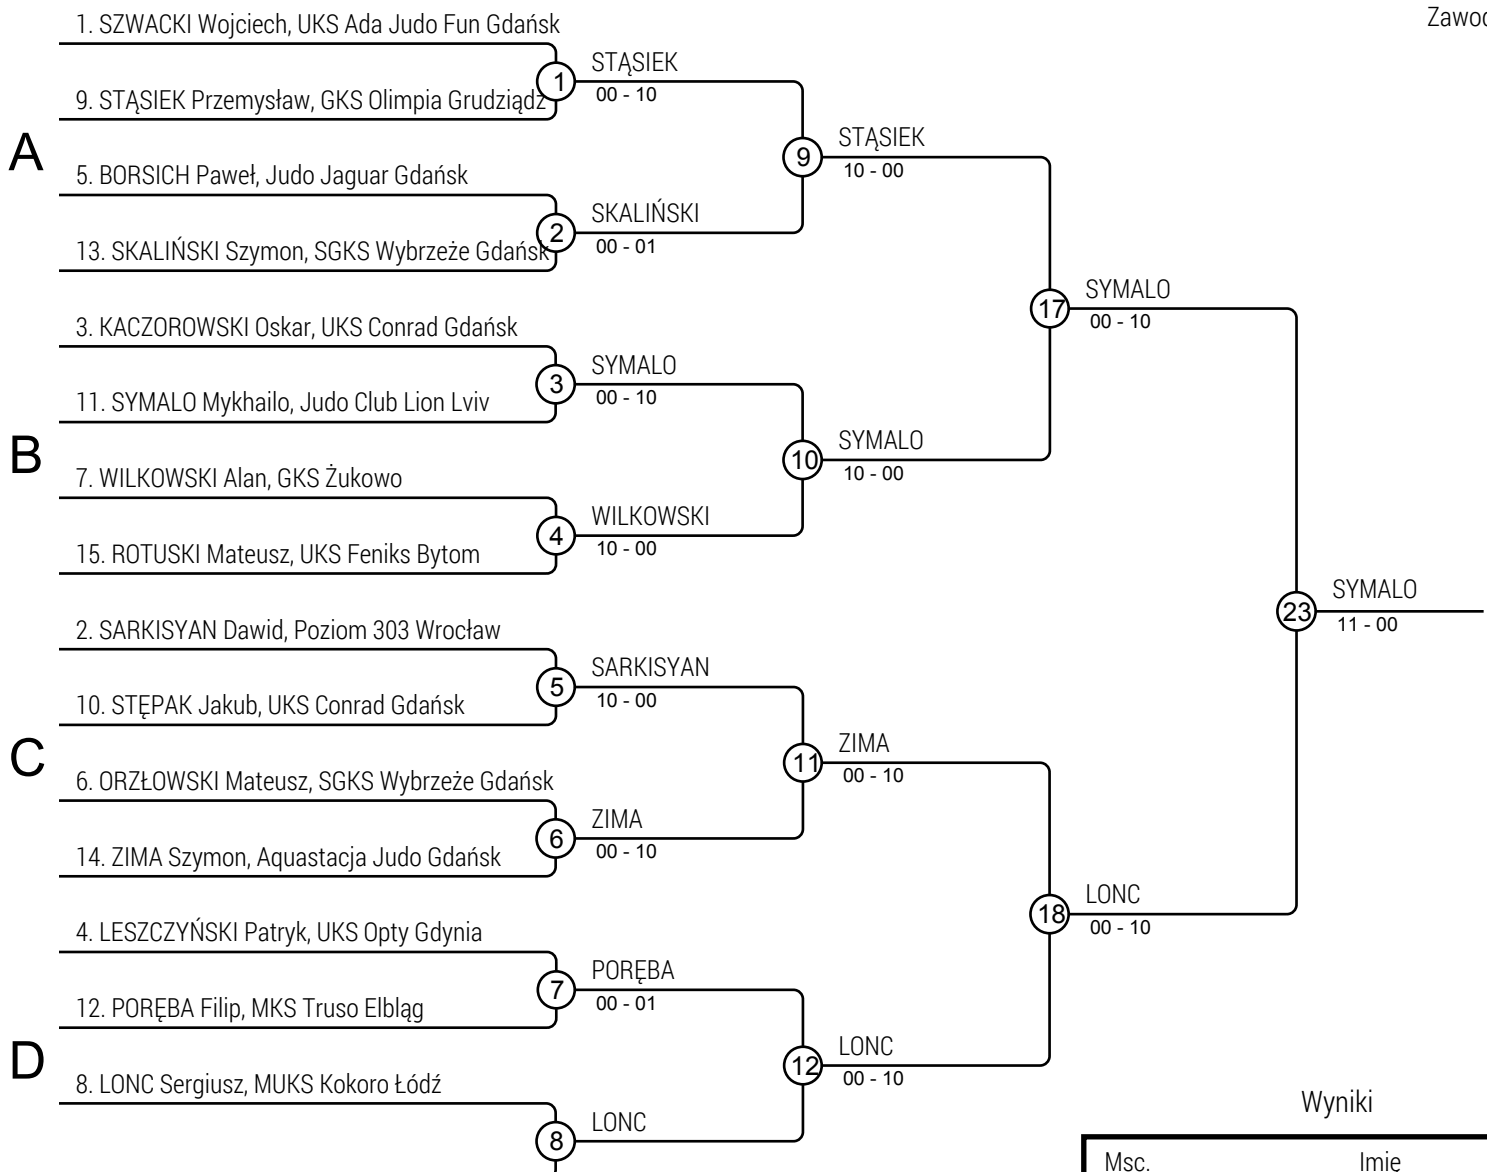 Zawod
1. SZWACKI Wojciech, UKS Ada Judo Fun Gdańsk
1
STĄSIEK
00 - 10
9. STĄSIEK Przemysław, GKS Olimpia Grudziądz
A
9
STĄSIEK
10 - 00
5. BORSICH Paweł, Judo Jaguar Gdańsk
2
SKALIŃSKI
00 - 01
13. SKALIŃSKI Szymon, SGKS Wybrzeże Gdańsk
17
SYMALO
00 - 10
3. KACZOROWSKI Oskar, UKS Conrad Gdańsk
3
SYMALO
00 - 10
11. SYMALO Mykhailo, Judo Club Lion Lviv
B
10
SYMALO
10 - 00
7. WILKOWSKI Alan, GKS Żukowo
4
WILKOWSKI
10 - 00
15. ROTUSKI Mateusz, UKS Feniks Bytom
23
SYMALO
11 - 00
2. SARKISYAN Dawid, Poziom 303 Wrocław
5
SARKISYAN
10 - 00
10. STĘPAK Jakub, UKS Conrad Gdańsk
C
11
ZIMA
00 - 10
6. ORZŁOWSKI Mateusz, SGKS Wybrzeże Gdańsk
6
ZIMA
00 - 10
14. ZIMA Szymon, Aquastacja Judo Gdańsk
18
LONC
00 - 10
4. LESZCZYŃSKI Patryk, UKS Opty Gdynia
7
PORĘBA
00 - 01
12. PORĘBA Filip, MKS Truso Elbląg
D
12
LONC
00 - 10
8. LONC Sergiusz, MUKS Kokoro Łódź
8
LONC
Wyniki
Msc. Imię